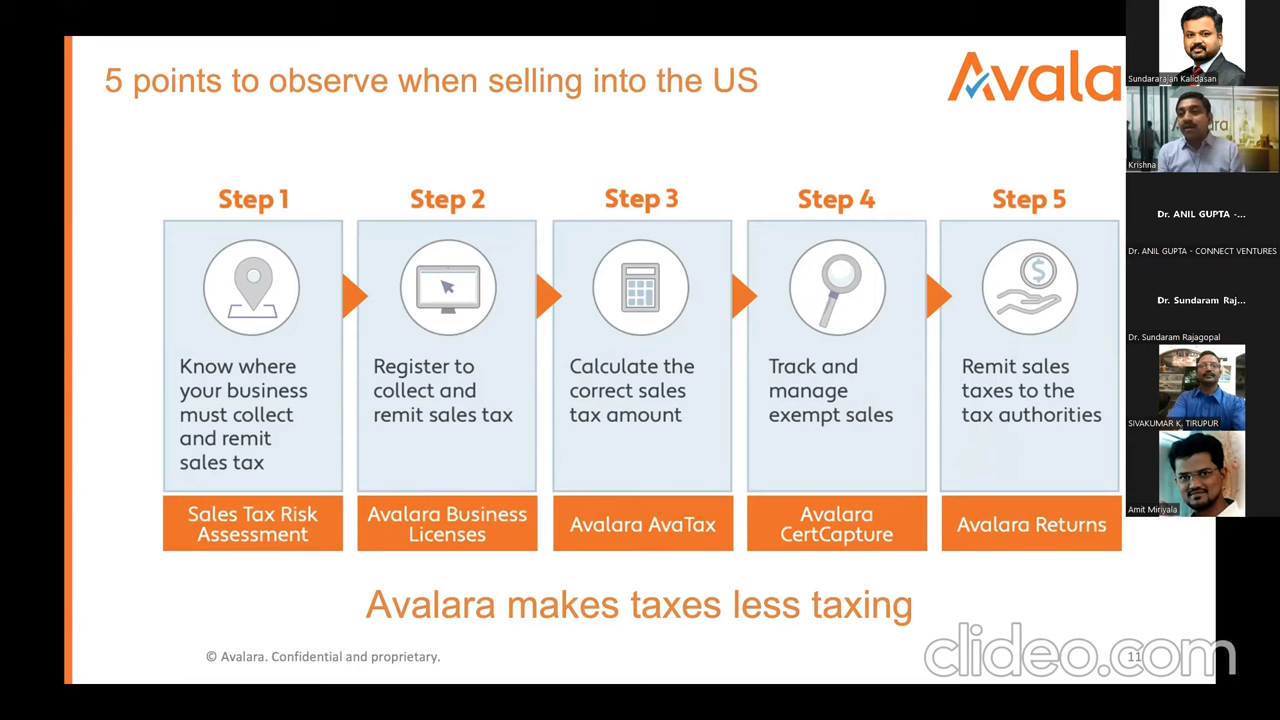 5 points to observe when selling into the US
Avala
Step 1
Step 2
Step 3
Step 4
Step 5
Know where
your business
must collect
and remit
sales tax
Register to
collect and
remit sales tax
Calculate the
correct sales
tax amount
Track and
manage
exempt sales
Remit sales
taxes to the
tax authorities
Sales Tax Risk
Assessment
Avalara Business
Licenses
Avalara AvaTax
Avalara
CertCapture
Avalara Returns
Avalara makes taxes less taxing
© Avalara. Confidential and proprietary.
11
clideo.com
Sundararajan Kalidasan
Krishna
Dr. ANIL GUPTA -...
Dr. ANIL GUPTA - CONNECT VENTURES
Dr. Sundaram Raj...
Dr. Sundaram Rajagopal
SIVAKUMAR K. TIRUPUR
Amit Miriyala